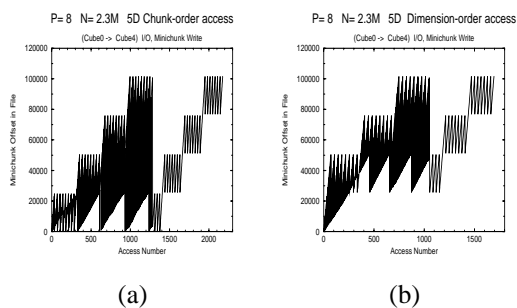 P= 8 N= 2.3M 5D Chunk-order access
(Cube0 -> Cube4) I/O, Minichunk Write
Minichunk Offset in File
120000
100000
80000
60000
40000
20000
0
0 500 1000 1500 2000
Access Number
(a)
P= 8 N= 2.3M 5D Dimension-order access
(Cube0 -> Cube4) I/O, Minichunk Write
Minichunk Offset in File
120000
100000
80000
60000
40000
20000
0
0 500 1000 1500
Access Number
(b)